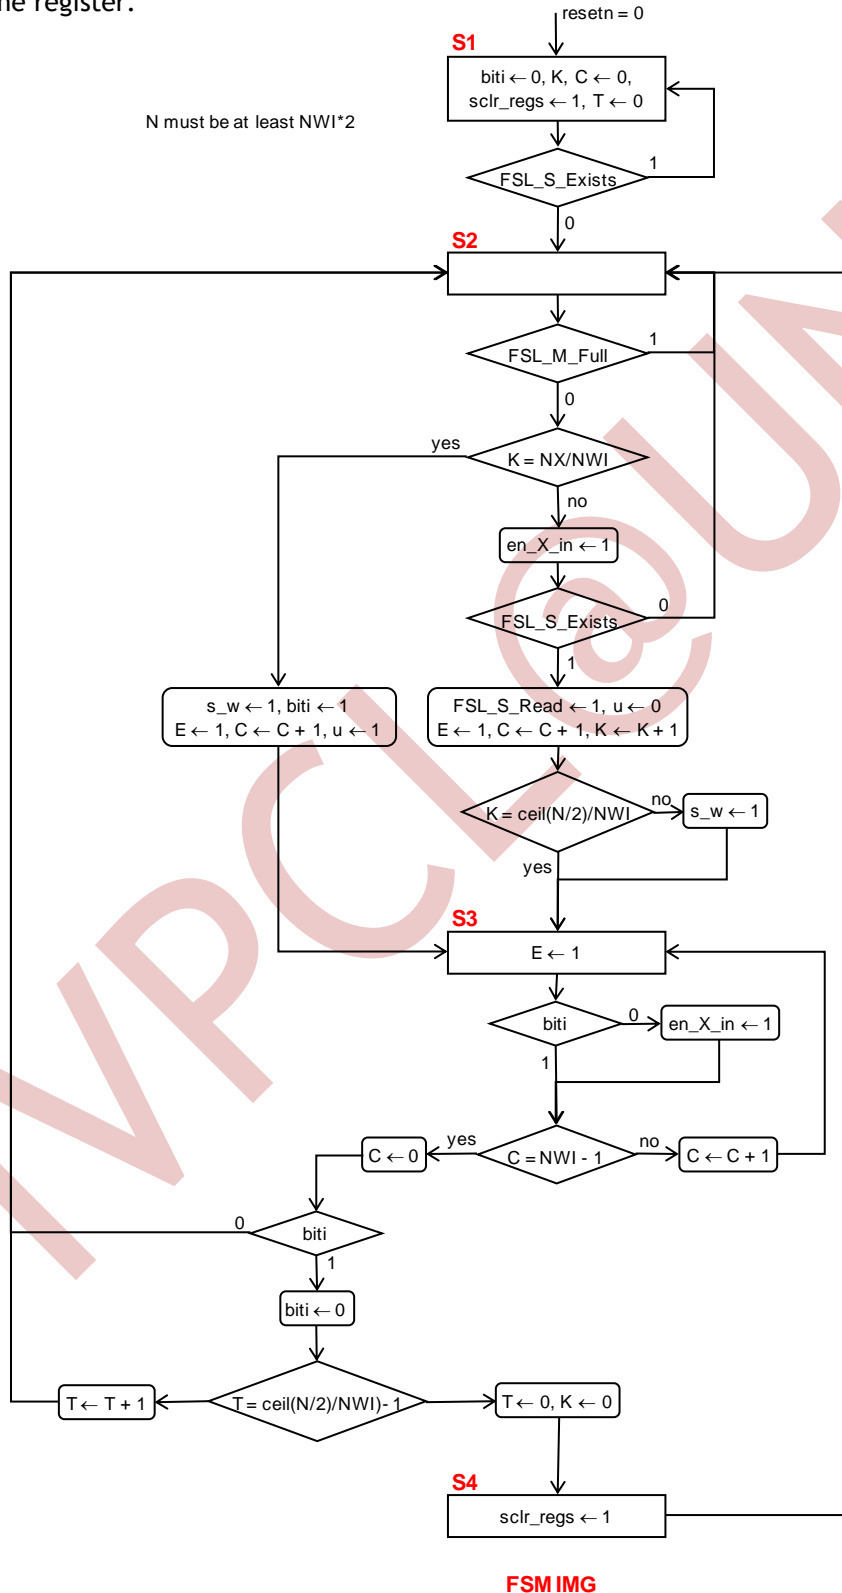 ne register.
resetn = 0
S1
biti ← 0, K, C ← 0,
sclr_regs ← 1, T ← 0
N must be at least NWI*2
FSL_S_Exists
1
0
S2
FSL_M_Full
1
0
K = NX/NWI
yes
no
en_X_in ← 1
FSL_S_Exists
0
1
s_w ← 1, biti ← 1
E ← 1, C ← C + 1, u ← 1
FSL_S_Read ← 1, u ← 0
E ← 1, C ← C + 1, K ← K + 1
K = ceil(N/2)/NWI
no
s_w ← 1
yes
S3
E ← 1
biti
0
en_X_in ← 1
1
C = NWI - 1
yes
C ← 0
no
C ← C + 1
biti
0
1
biti ← 0
T = ceil(N/2)/NWI) - 1
T ← T + 1
T ← 0, K ← 0
S4
sclr_regs ← 1
FSM IMG
IVPCL@UN